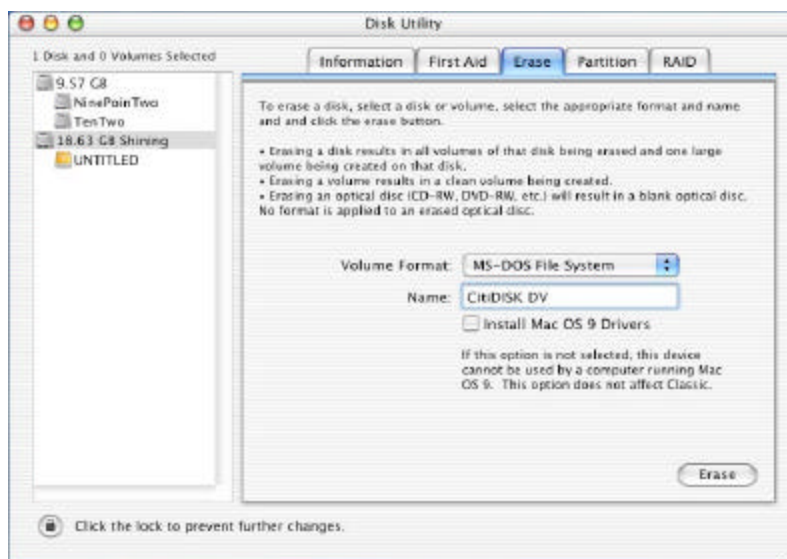 Disk Utility
1 Disk and 0 Volumes Selected
Information
First Aid
Erase
Partition
RAID
9.57 GB
NinePoinTwo
TenTwo
18.63 GB Shining
UNTITLED
To erase a disk, select a disk or volume, select the appropriate format and name
and and click the erase button.
• Erasing a disk results in all volumes of that disk being erased and one large
volume being created on that disk.
• Erasing a volume results in a clean volume being created.
• Erasing an optical disc (CD-RW, DVD-RW, etc.) will result in a blank optical disc.
No format is applied to an erased optical disc.
Volume Format: MS-DOS File System
Name: CitiDISK DV
Install Mac OS 9 Drivers
If this option is not selected, this device
cannot be used by a computer running Mac
OS 9. This option does not affect Classic.
Erase
Click the lock to prevent further changes.